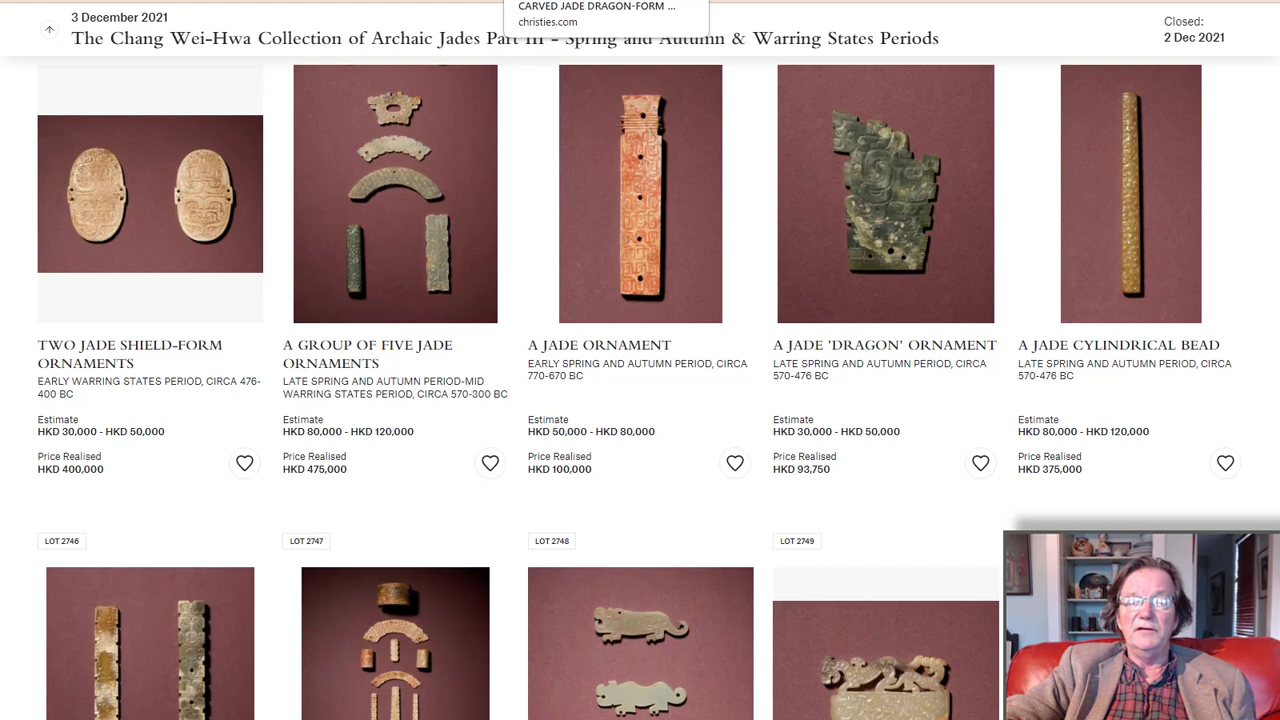 CARVED JADE DRAGON-FORM ...
christies.com
3 December 2021
The Chang Wei-Hwa Collection of Archaic Jades Part III - Spring and Autumn & Warring States Periods
Closed:
2 Dec 2021
TWO JADE SHIELD-FORM
ORNAMENTS
EARLY WARRING STATES PERIOD, CIRCA 476-
400 BC
Estimate
HKD 30,000 - HKD 50,000
Price Realised
HKD 400,000
A GROUP OF FIVE JADE
ORNAMENTS
LATE SPRING AND AUTUMN PERIOD-MID
WARRING STATES PERIOD, CIRCA 570-300 BC
Estimate
HKD 80,000 - HKD 120,000
Price Realised
HKD 475,000
A JADE ORNAMENT
EARLY SPRING AND AUTUMN PERIOD, CIRCA
770-670 BC
Estimate
HKD 50,000 - HKD 80,000
Price Realised
HKD 100,000
A JADE 'DRAGON' ORNAMENT
LATE SPRING AND AUTUMN PERIOD, CIRCA
570-476 BC
Estimate
HKD 30,000 - HKD 50,000
Price Realised
HKD 93,750
A JADE CYLINDRICAL BEAD
LATE SPRING AND AUTUMN PERIOD, CIRCA
570-476 BC
Estimate
HKD 80,000 - HKD 120,000
Price Realised
HKD 375,000
LOT 2746
LOT 2747
LOT 2748
LOT 2749